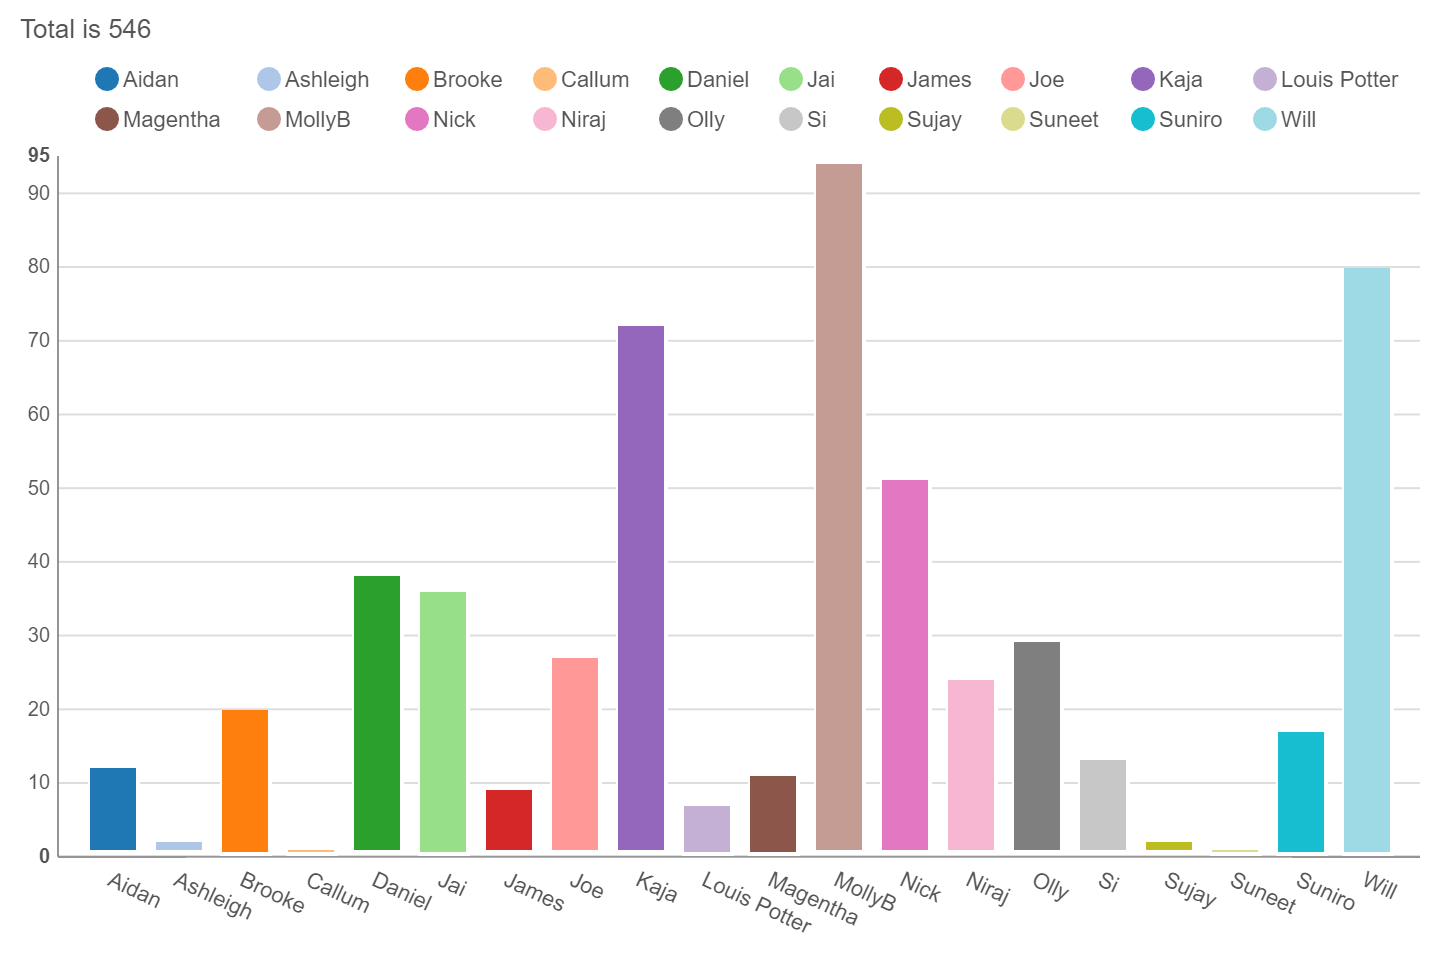 Total is 546
Aidan Ashleigh Brooke Callum Daniel Jai James Joe Kaja Louis Potter
Magentha MollyB Nick Niraj Olly Si Sujay Suneet Suniro Will
95
90
80
70
60
50
40
30
20
10
0
Aidan Ashleigh Brooke Callum Daniel Jai James Joe Kaja Louis Potter Magentha MollyB Nick Niraj Olly Si Sujay Suneet Suniro Will